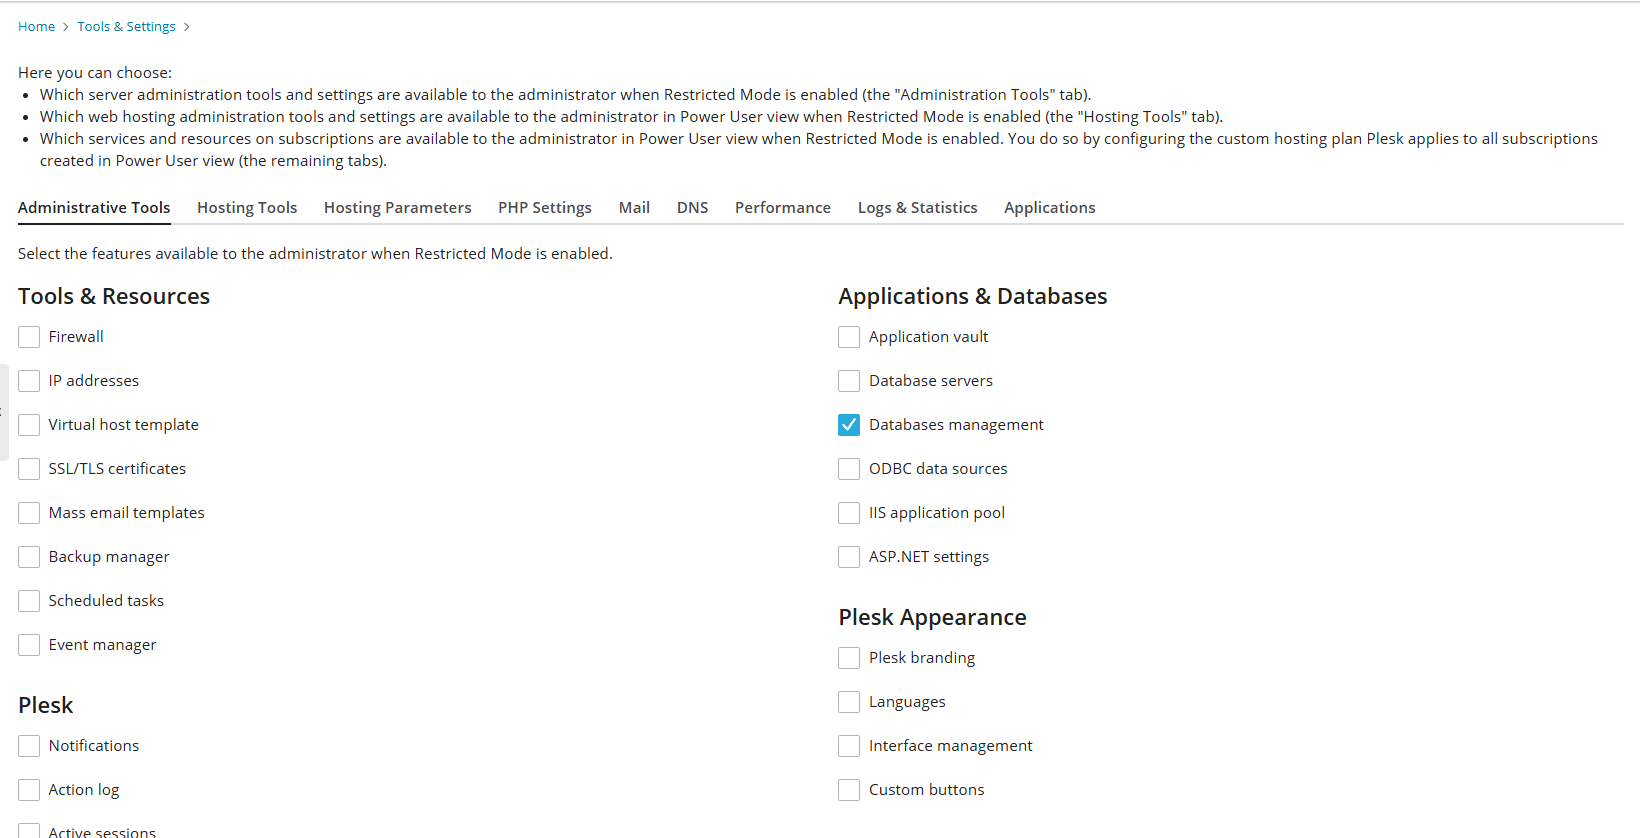 Home > Tools & Settings >
Here you can choose:
• Which server administration tools and settings are available to the administrator when Restricted Mode is enabled (the "Administration Tools" tab).
• Which web hosting administration tools and settings are available to the administrator in Power User view when Restricted Mode is enabled (the "Hosting Tools" tab).
• Which services and resources on subscriptions are available to the administrator in Power User view when Restricted Mode is enabled. You do so by configuring the custom hosting plan Plesk applies to all subscriptions
created in Power User view (the remaining tabs).
Administrative Tools Hosting Tools Hosting Parameters PHP Settings Mail DNS Performance Logs & Statistics Applications
Select the features available to the administrator when Restricted Mode is enabled.
Tools & Resources
Firewall
IP addresses
Virtual host template
SSL/TLS certificates
Mass email templates
Backup manager
Scheduled tasks
Event manager
Plesk
Notifications
Action log
Active sessions
Applications & Databases
Application vault
Database servers
Databases management
ODBC data sources
IIS application pool
ASP.NET settings
Plesk Appearance
Plesk branding
Languages
Interface management
Custom buttons